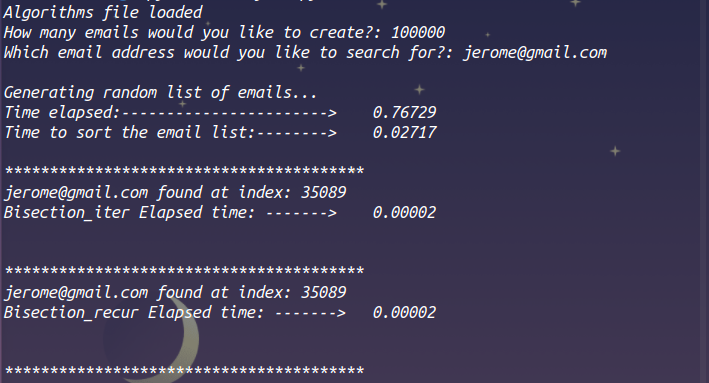 Algorithms file loaded
How many emails would you like to create?: 100000
Which email address would you like to search for?: jerome@gmail.com
Generating random list of emails...
Time elapsed:----------------------->    0.76729
Time to sort the email list:-------->    0.02717
****************************************
jerome@gmail.com found at index: 35089
Bisection_iter Elapsed time: ------->    0.00002
****************************************
jerome@gmail.com found at index: 35089
Bisection_recur Elapsed time: ------->   0.00002
****************************************